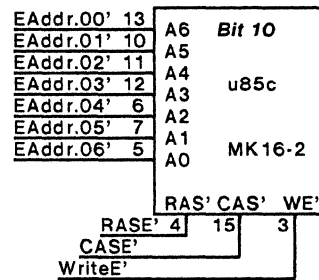 EAddr.00' 13 A6 Bit 10
EAddr.01' 10 A5
EAddr.02' 11 A4 u85c
EAddr.03' 12 A3
EAddr.04' 6 A2
EAddr.05' 7 A1 MK16-2
EAddr.06' 5 A0
RAS' CAS' WE'
RASE' 4 15 3
CASE'
WriteE'